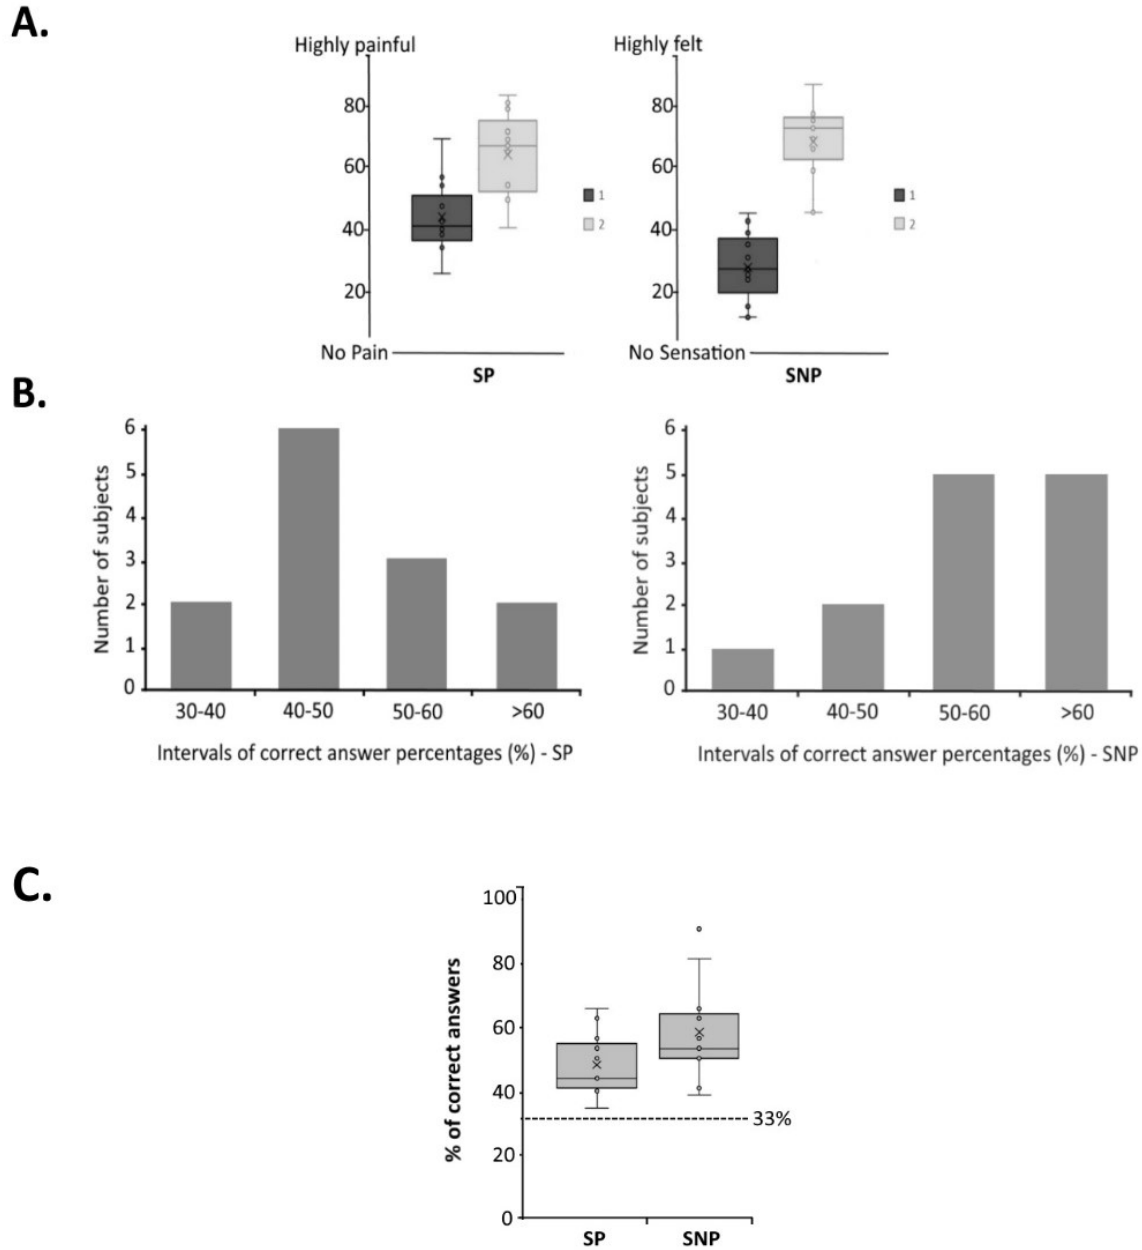 A.
Highly painful
Highly felt
80
60
40
20
No Pain
SP
1
2
80
60
40
20
No Sensation
SNP
1
2
B.
Number of subjects
6
5
4
3
2
1
0
30-40 40-50 50-60 >60
Intervals of correct answer percentages (%) - SP
Number of subjects
6
5
4
3
2
1
0
30-40 40-50 50-60 >60
Intervals of correct answer percentages (%) - SNP
C.
% of correct answers
100
80
60
40
20
0
33%
SP SNP